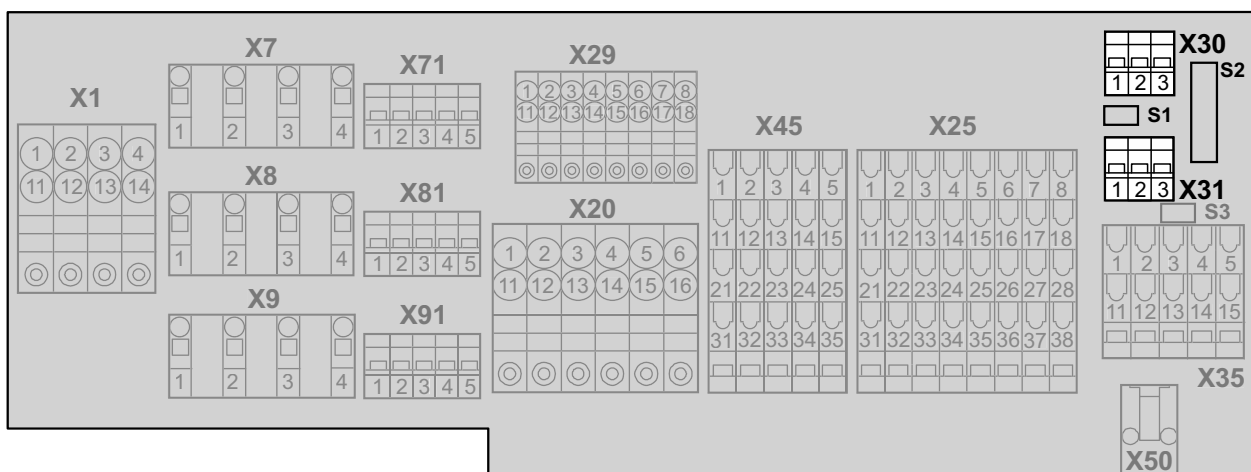 X1
1 2 3 4
11 12 13 14
X7
1 2 3 4
X8
1 2 3 4
X9
1 2 3 4
X71
1 2 3 4 5
X81
1 2 3 4 5
X91
1 2 3 4 5
X29
1 2 3 4 5 6 7 8
11 12 13 14 15 16 17 18
X20
1 2 3 4 5 6
11 12 13 14 15 16
X45
1 2 3 4 5
11 12 13 14 15
21 22 23 24 25
31 32 33 34 35
X25
1 2 3 4 5 6 7 8
11 12 13 14 15 16 17 18
21 22 23 24 25 26 27 28
31 32 33 34 35 36 37 38
X30
1 2 3
S2
S1
1 2 3
X31
S3
1 2 3 4 5
11 12 13 14 15
X35
X50